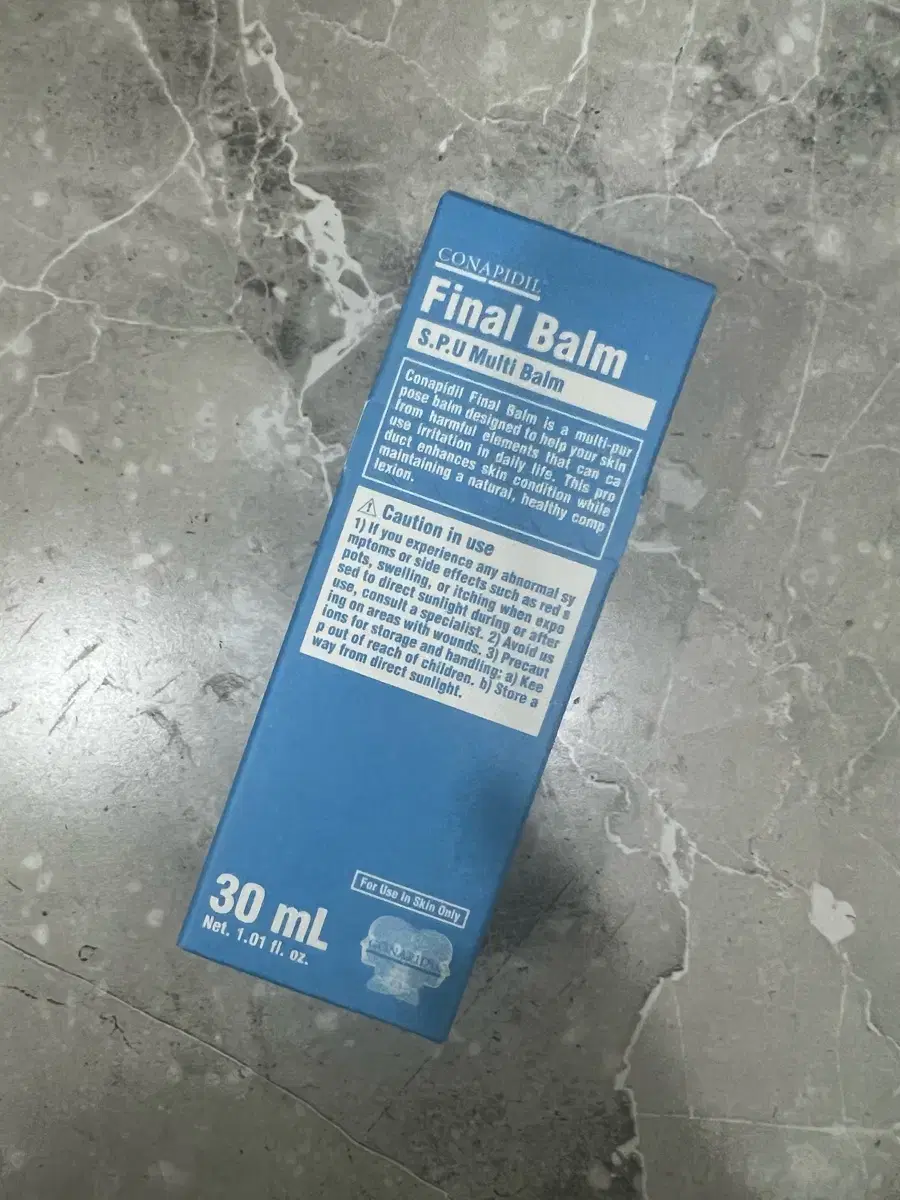 CONAPIDIL
Final Balm
S.P.U Multi Balm
Conapidil Final Balm is a multi-pur
pose balm designed to help your skin
from harmful elements that can ca
use irritation in daily life. This pro
duct enhances skin condition while
maintaining a natural, healthy comp
lexion.
⚠ Caution in use
1) If you experience any abnormal sy
mptoms or side effects such as red s
pots, swelling, or itching when expo
sed to direct sunlight during or after
use, consult a specialist. 2) Avoid us
ing on areas with wounds. 3) Precaut
ions for storage and handling: a) Kee
p out of reach of children. b) Store a
way from direct sunlight.
For Use in Skin Only
30 mL
Net. 1.01 fl. oz.
CONAPIDIL